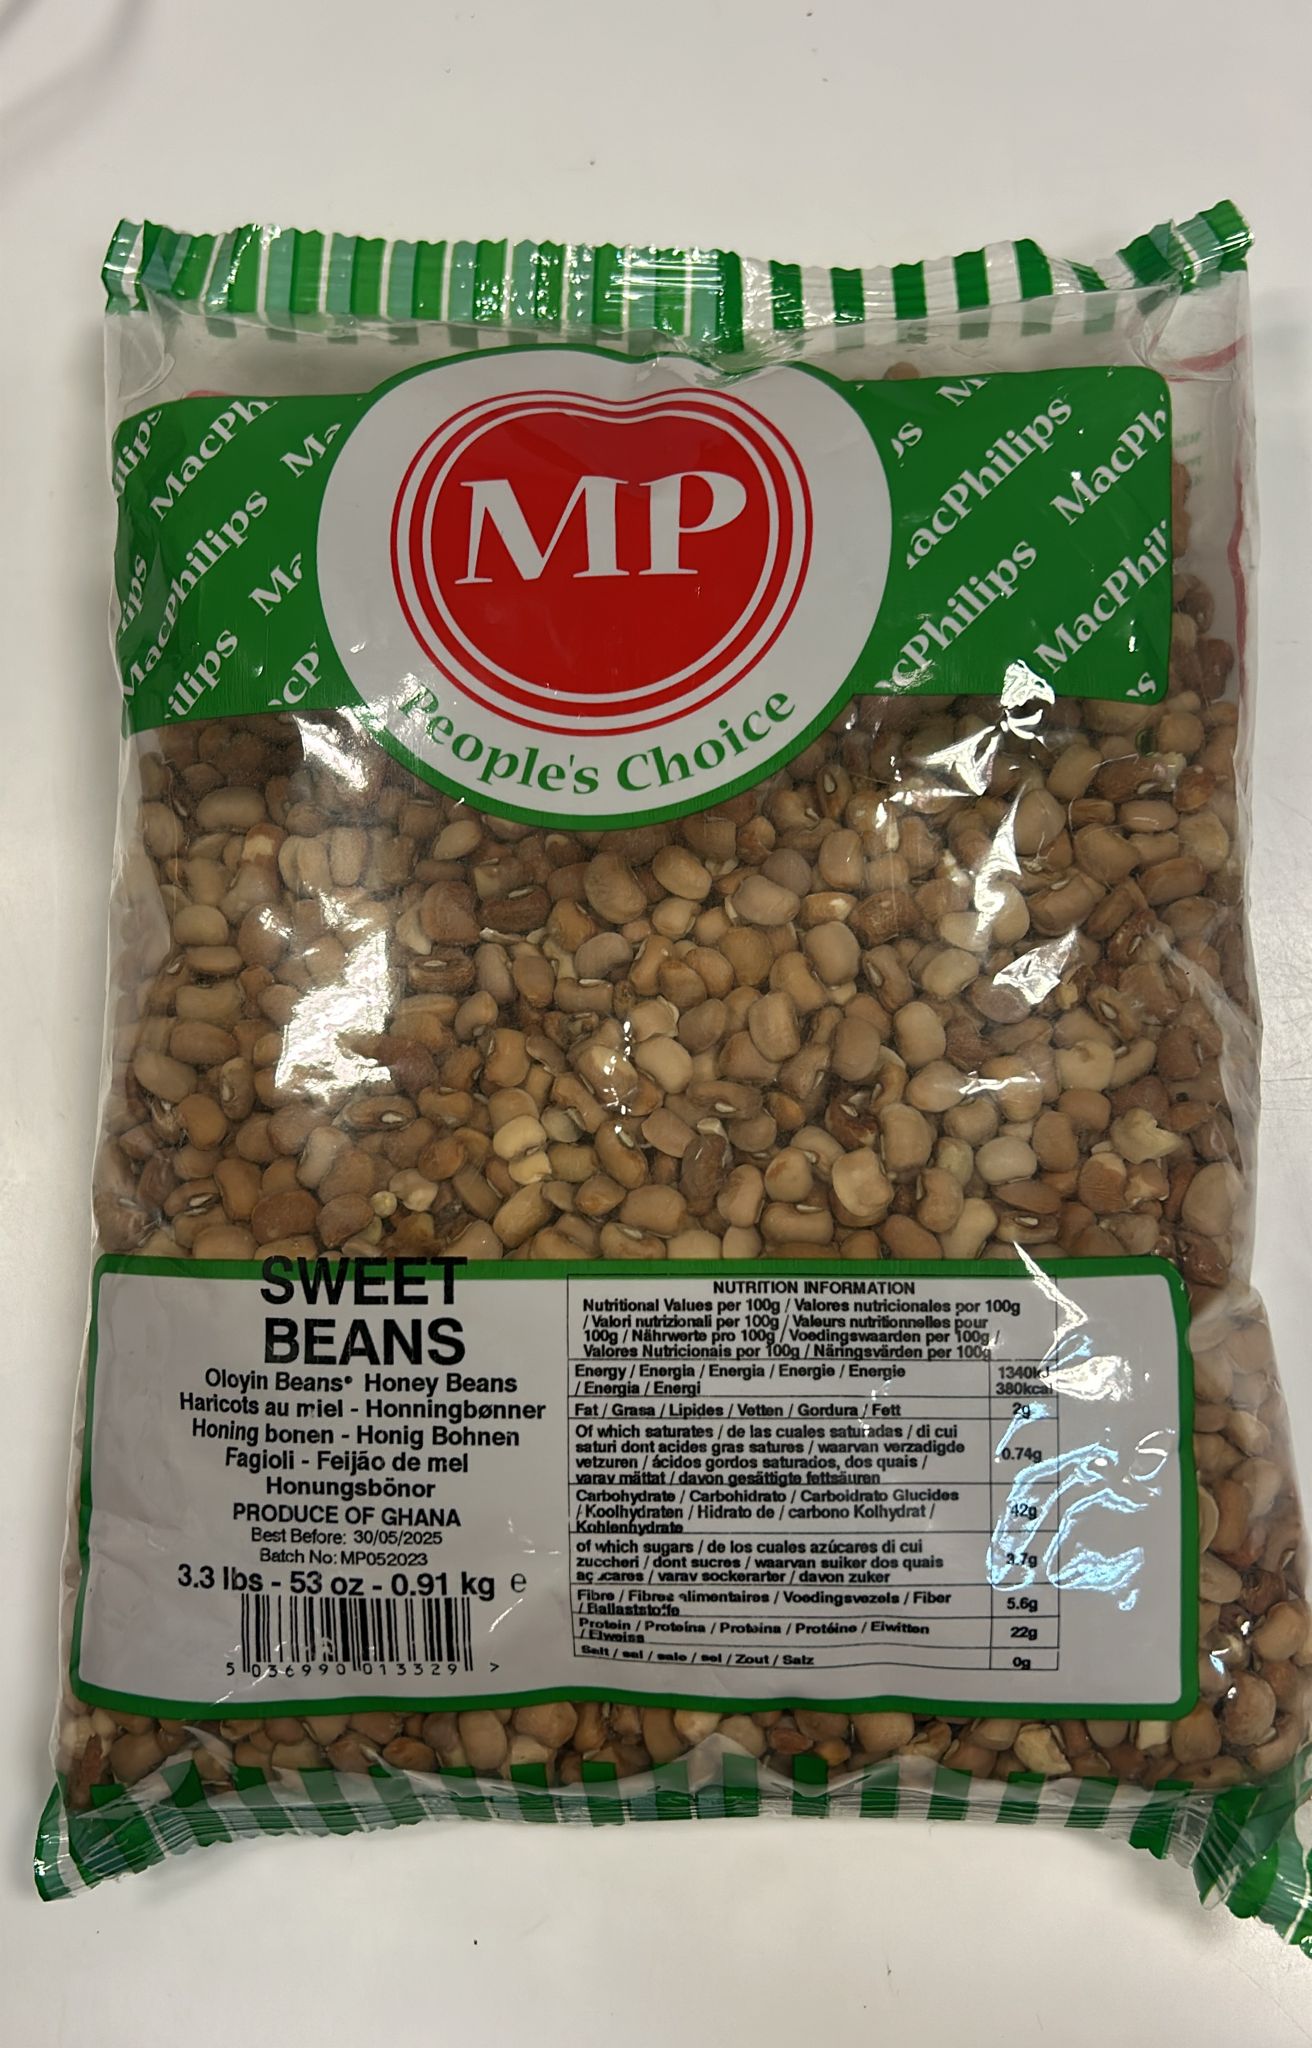 MP
People's Choice
MacPhilips
SWEET
BEANS
Oloyin Beans• Honey Beans
Haricots au miel - Honningbønner
Honing bonen - Honig Bohnen
Fagioli - Feijão de mel
Honungsbönor
PRODUCE OF GHANA
Best Before: 30/05/2025
Batch No: MP052023
3.3 lbs - 53 oz - 0.91 kg e
5 036990 013329 >
NUTRITION INFORMATION
Nutritional Values per 100g / Valores nutricionales por 100g
/ Valori nutrizionali per 100g / Valeurs nutritionnelles pour
100g / Nährwerte pro 100g / Voedingswaarden per 100g /
Valores Nutricionais por 100g / Näringsvärden per 100g
Energy / Energia / Energia / Energie / Energie 1340kJ
/ Energia / Energi 380kcal
Fat / Grasa / Lipides / Vetten / Gordura / Fett 2g
Of which saturates / de las cuales saturadas / di cui
saturi dont acides gras satures / waarvan verzadigde
vetzuren / ácidos gordos saturados, dos quais / 0.74g
varav mättat / davon gesättigte fettsäuren
Carbohydrate / Carbohidrato / Carboidrato Glucides
/ Koolhydraten / Hidrato de / carbono Kolhydrat / 42g
Kohlenhydrate
of which sugars / de los cuales azúcares di cui
zuccheri / dont sucres / waarvan suiker dos quais 3.7g
açucares / varav sockerarter / davon zuker
Fibre / Fibres alimentaires / Voedingsvezels / Fiber 5.6g
/ Ballaststoffe
Protein / Proteína / Proteina / Protéine / Eiwitten 22g
/ Eiweiss
Salt / sal / sale / sel / Zout / Salz 0g